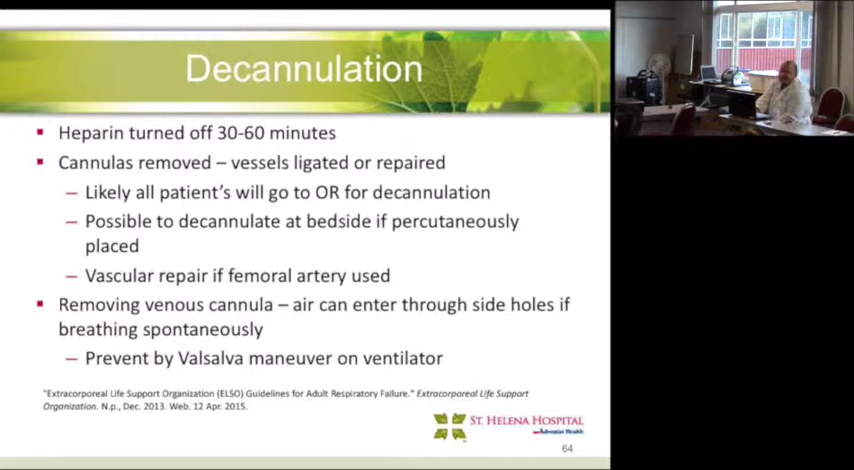 Decannulation
▪ Heparin turned off 30-60 minutes
▪ Cannulas removed – vessels ligated or repaired
– Likely all patient's will go to OR for decannulation
– Possible to decannulate at bedside if percutaneously
placed
– Vascular repair if femoral artery used
▪ Removing venous cannula – air can enter through side holes if
breathing spontaneously
– Prevent by Valsalva maneuver on ventilator
"Extracorporeal Life Support Organization (ELSO) Guidelines for Adult Respiratory Failure." Extracorporeal Life Support
Organization. N.p., Dec. 2013. Web. 12 Apr. 2015.
ST. HELENA HOSPITAL
Adventist Health
64